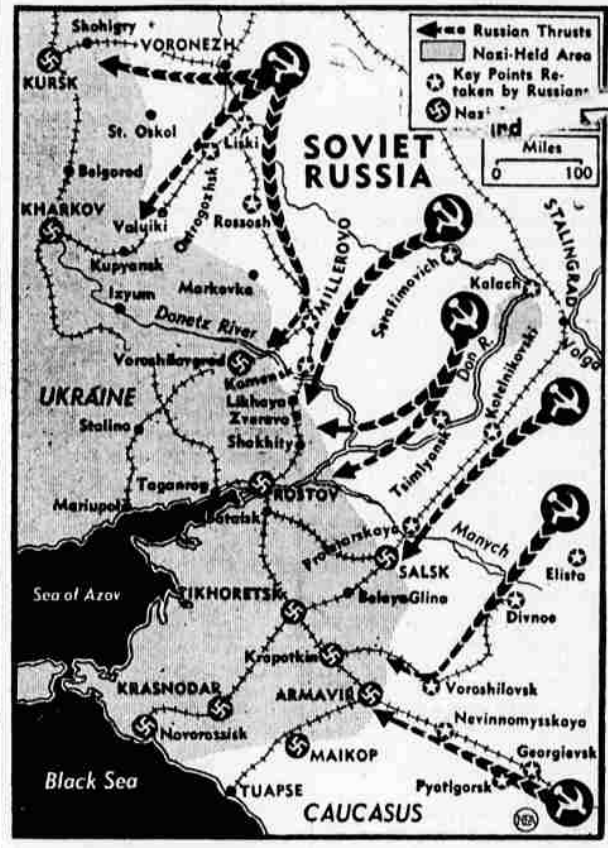 Russian Thrusts
Nazi-Held Area
Key Points Re-
taken by Russians
Miles
0 100
Shchigry
VORONEZH
KURSK
St. Oskol
Liski
SOVIET
RUSSIA
Belgorod
Ostrogozhsk
KHARKOV
Valuiki
Rossosh
Kupyansk
MILLEROVO
Serafimovich
Kalach
STALINGRAD
Izyum
Markovka
Donetz River
Don R.
Volga
Voroshilovgrad
Kamensk
Kotelnikovski
UKRAINE
Likhaya
Zverevo
Stalino
Shakhity
Tsimlyansk
Taganrog
ROSTOV
Mariupol
Bataisk
Proletarskaya
Manych
SALSK
Elista
Sea of Azov
TIKHORETSK
Belaya Glina
Divnoe
Kropotkin
KRASNODAR
ARMAVIR
Voroshilovsk
Novorossisk
Nevinnomysskaya
MAIKOP
Georgievsk
Black Sea
Pyatigorsk
TUAPSE
CAUCASUS
NEA